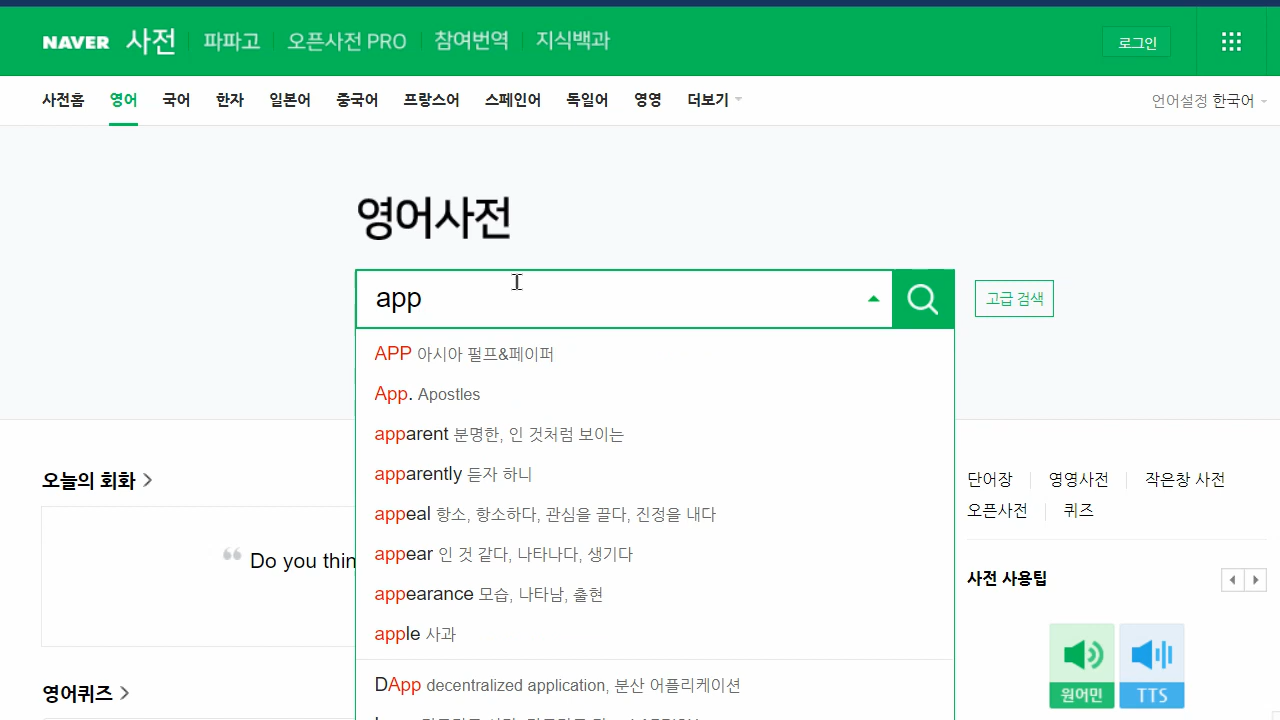 NAVER 사전 파파고 오픈사전 PRO 참여번역 지식백과 로그인
사전홈 영어 국어 한자 일본어 중국어 프랑스어 스페인어 독일어 영영 더보기 언어설정 한국어
영어사전
app
고급 검색
APP 아시아 펄프&페이퍼
App. Apostles
apparent 분명한, 인 것처럼 보이는
apparently 듣자 하니
appeal 항소, 항소하다, 관심을 끌다, 진정을 내다
appear 인 것 같다, 나타나다, 생기다
appearance 모습, 나타남, 출현
apple 사과
DApp decentralized application, 분산 어플리케이션
오늘의 회화
Do you thin
영어퀴즈
단어장 영영사전 작은창 사전
오픈사전 퀴즈
사전 사용팁
원어민 TTS